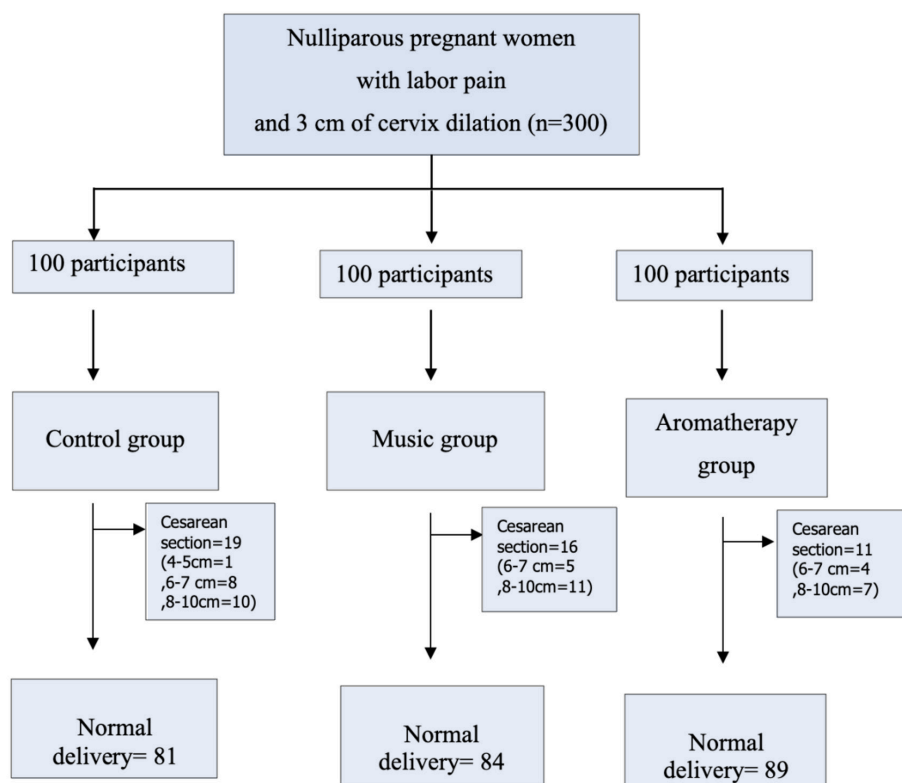 Nulliparous pregnant women
with labor pain
and 3 cm of cervix dilation (n=300)
100 participants
100 participants
100 participants
Control group
Music group
Aromatherapy
group
Cesarean
section=19
(4-5cm=1
,6-7 cm=8
,8-10cm=10)
Cesarean
section=16
(6-7 cm=5
,8-10cm=11)
Cesarean
section=11
(6-7 cm=4
,8-10cm=7)
Normal
delivery= 81
Normal
delivery= 84
Normal
delivery= 89